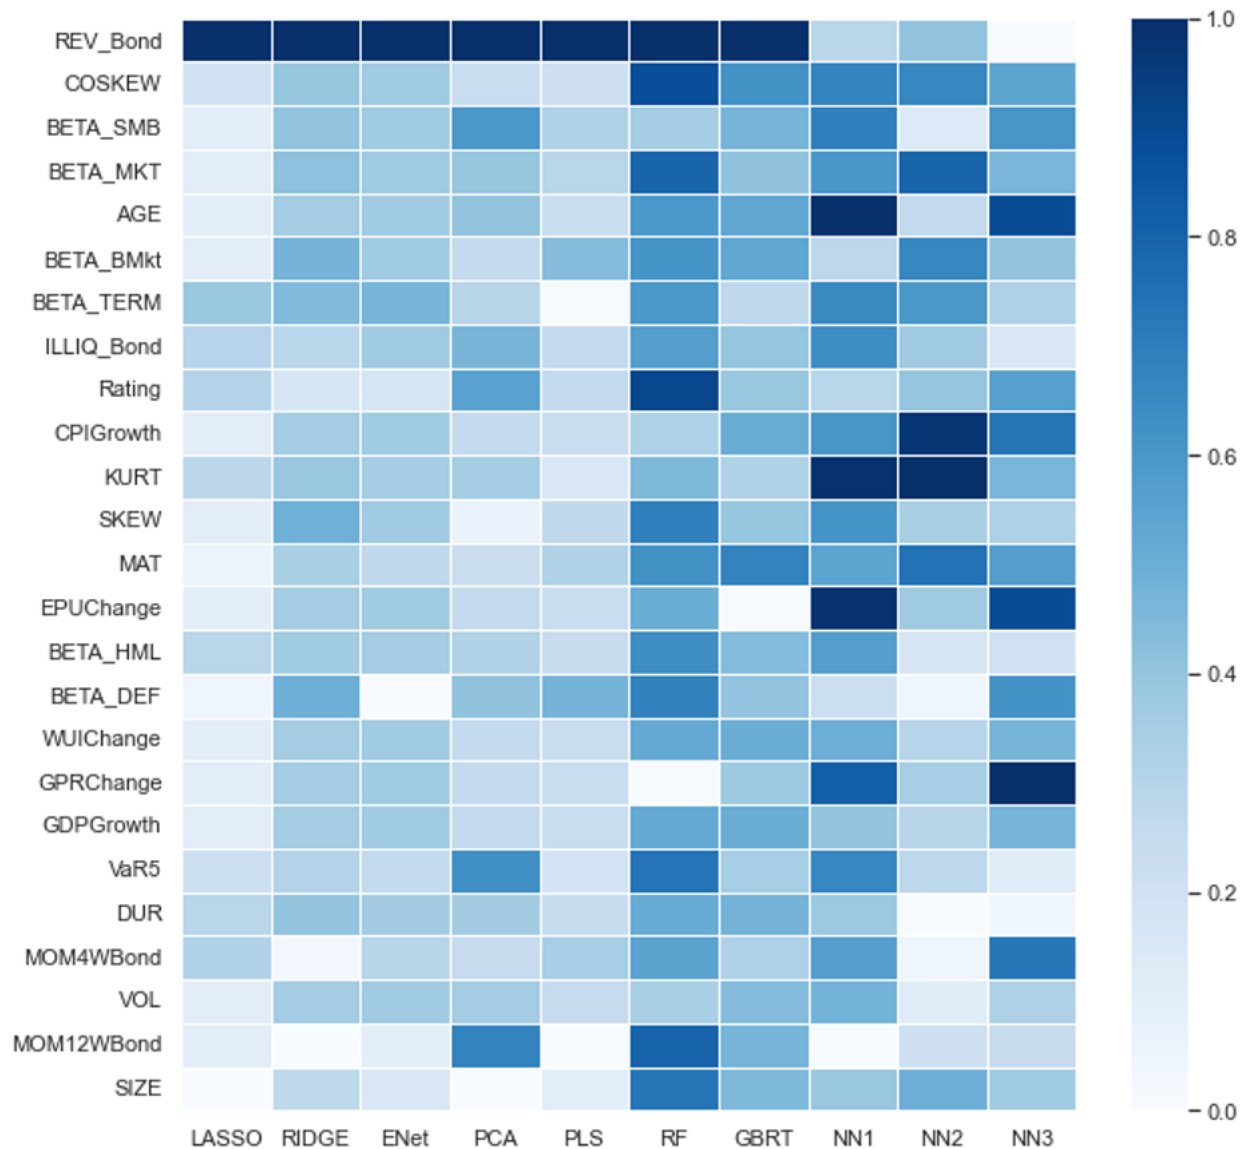 REV_Bond
COSKEW
BETA_SMB
BETA_MKT
AGE
BETA_BMkt
BETA_TERM
ILLIQ_Bond
Rating
CPIGrowth
KURT
SKEW
MAT
EPUChange
BETA_HML
BETA_DEF
WUIChange
GPRChange
GDPGrowth
VaR5
DUR
MOM4WBond
VOL
MOM12WBond
SIZE
LASSO RIDGE ENet PCA PLS RF GBRT NN1 NN2 NN3
1.0
0.8
0.6
0.4
0.2
0.0